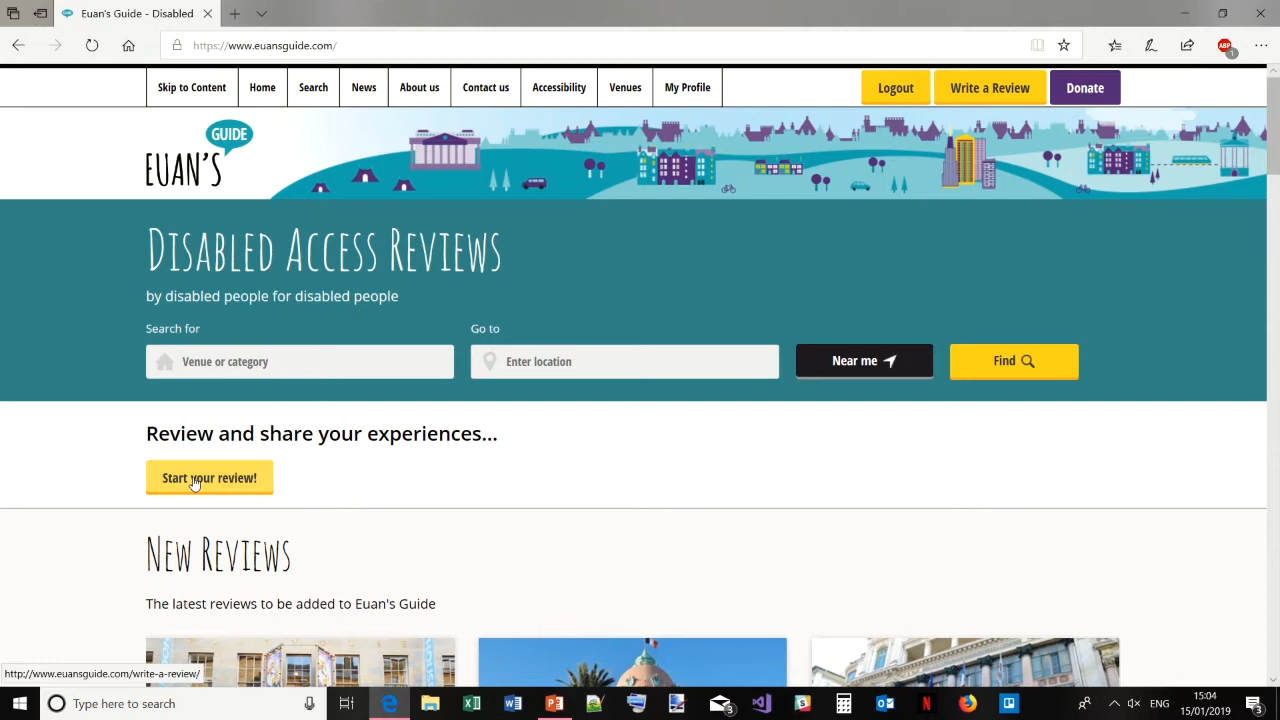 Euan's Guide - Disabled
https://www.euansguide.com/
ABP
1
Skip to Content
Home
Search
News
About us
Contact us
Accessibility
Venues
My Profile
Logout
Write a Review
Donate
EUAN'S GUIDE
DISABLED ACCESS REVIEWS
by disabled people for disabled people
Search for
Go to
Venue or category
Enter location
Near me
Find
Review and share your experiences...
Start your review!
NEW REVIEWS
The latest reviews to be added to Euan's Guide
http://www.euansguide.com/write-a-review/
Type here to search
3
ENG
15:04
15/01/2019
3